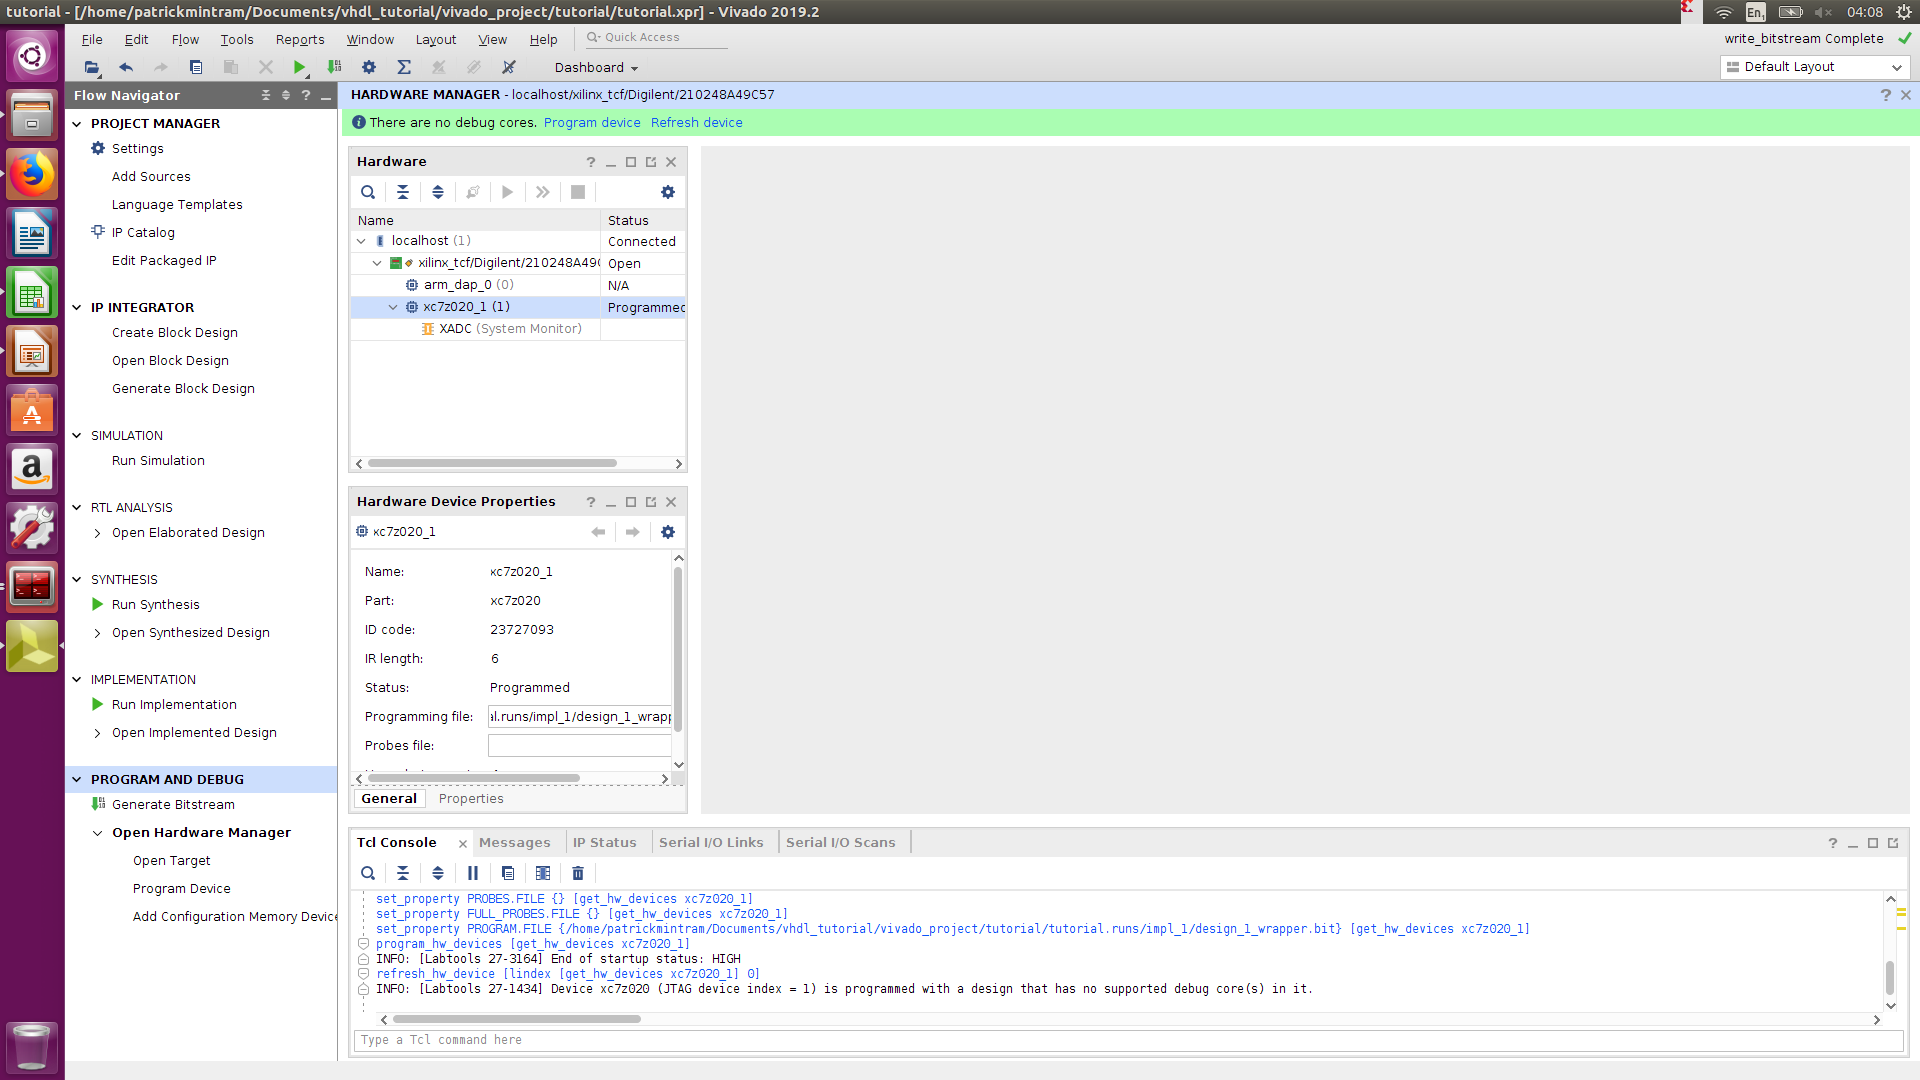 tutorial - [/home/patrickmintram/Documents/vhdl_tutorial/vivado_project/tutorial/tutorial.xpr] - Vivado 2019.2
En1
04:08
File Edit Flow Tools Reports Window Layout View Help
Quick Access
write_bitstream Complete
Dashboard
Default Layout
Flow Navigator
PROJECT MANAGER
Settings
Add Sources
Language Templates
IP Catalog
Edit Packaged IP
IP INTEGRATOR
Create Block Design
Open Block Design
Generate Block Design
SIMULATION
Run Simulation
RTL ANALYSIS
Open Elaborated Design
SYNTHESIS
Run Synthesis
Open Synthesized Design
IMPLEMENTATION
Run Implementation
Open Implemented Design
PROGRAM AND DEBUG
Generate Bitstream
Open Hardware Manager
Open Target
Program Device
Add Configuration Memory Device
HARDWARE MANAGER - localhost/xilinx_tcf/Digilent/210248A49C57
There are no debug cores. Program device Refresh device
Hardware
Name Status
localhost (1) Connected
xilinx_tcf/Digilent/210248A49C Open
arm_dap_0 (0) N/A
xc7z020_1 (1) Programmed
XADC (System Monitor)
Hardware Device Properties
xc7z020_1
Name: xc7z020_1
Part: xc7z020
ID code: 23727093
IR length: 6
Status: Programmed
Programming file: al.runs/impl_1/design_1_wrapp
Probes file:
General Properties
Tcl Console Messages IP Status Serial I/O Links Serial I/O Scans
set_property PROBES.FILE {} [get_hw_devices xc7z020_1]
set_property FULL_PROBES.FILE {} [get_hw_devices xc7z020_1]
set_property PROGRAM.FILE {/home/patrickmintram/Documents/vhdl_tutorial/vivado_project/tutorial/tutorial.runs/impl_1/design_1_wrapper.bit} [get_hw_devices xc7z020_1]
program_hw_devices [get_hw_devices xc7z020_1]
INFO: [Labtools 27-3164] End of startup status: HIGH
refresh_hw_device [lindex [get_hw_devices xc7z020_1] 0]
INFO: [Labtools 27-1434] Device xc7z020 (JTAG device index = 1) is programmed with a design that has no supported debug core(s) in it.
Type a Tcl command here